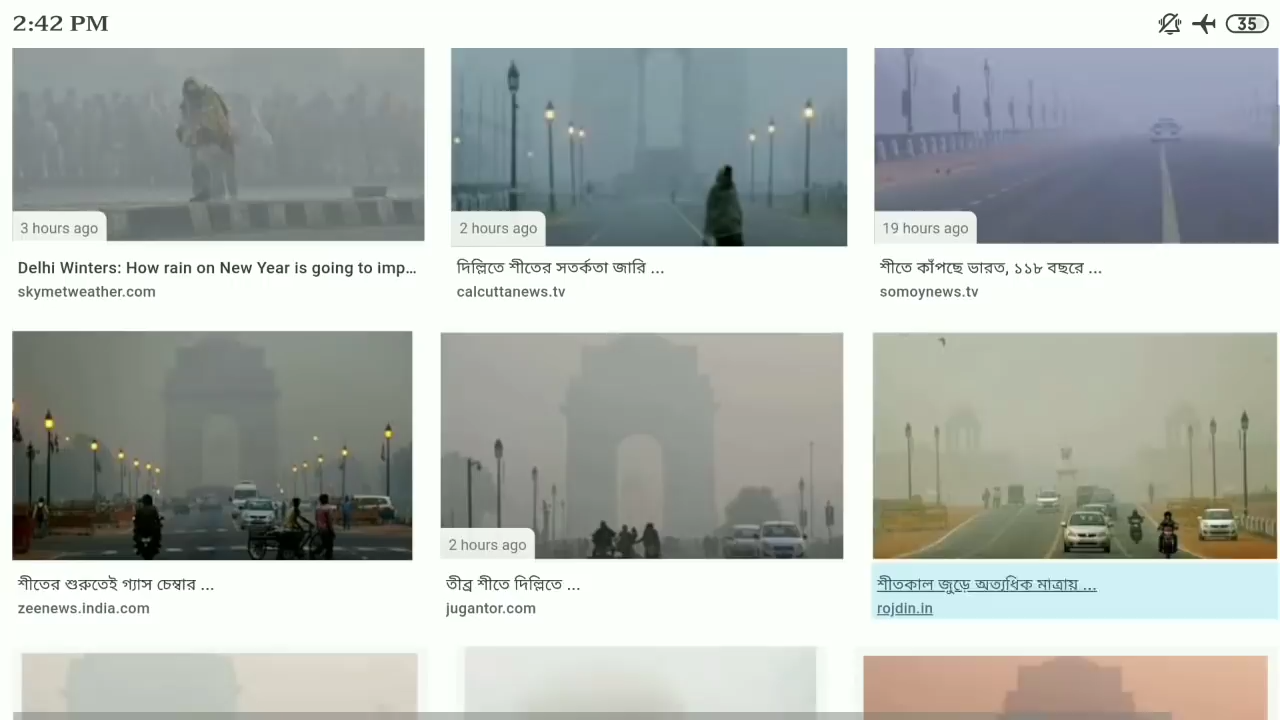 2:42 PM
35
3 hours ago
2 hours ago
19 hours ago
Delhi Winters: How rain on New Year is going to imp...
দিল্লিতে শীতের সতর্কতা জারি ...
শীতে কাঁপছে ভারত, ১১৮ বছরে ...
skymetweather.com
calcuttanews.tv
somoynews.tv
2 hours ago
শীতের শুরুতেই গ্যাস চেম্বার ...
তীব্র শীতে দিল্লিতে ...
শীতকাল জুড়ে অত্যধিক মাত্রায় ...
zeenews.india.com
jugantor.com
rojdin.in